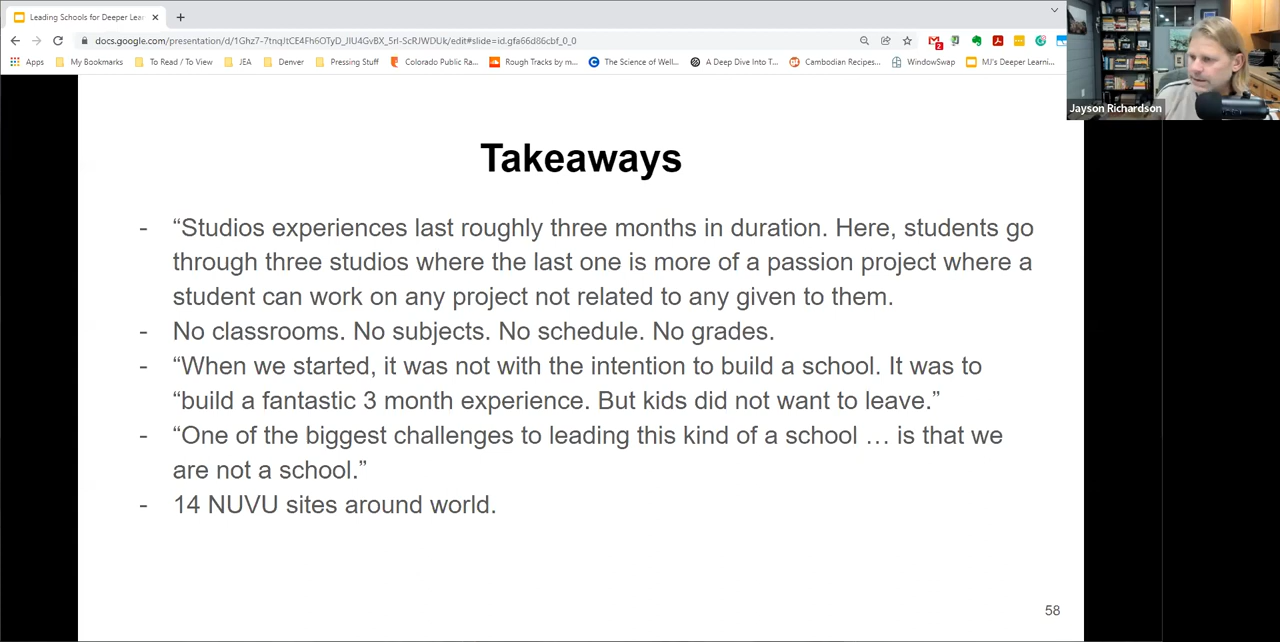 Leading Schools for Deeper Lear
docs.google.com/presentation/d/1Ghz7-7tnqJtCE4Fh6OTyD_JIU4GvBX_5rI-ScRJWDUk/edit#slide=id.gfa66d86cbf_0_0
2
Apps My Bookmarks To Read / To View JEA Denver Pressing Stuff Colorado Public Ra... Rough Tracks by m... The Science of Well... A Deep Dive Into T... Cambodian Recipes... WindowSwap MJ's Deeper Learni...
Jayson Richardson
Takeaways
- “Studios experiences last roughly three months in duration. Here, students go
through three studios where the last one is more of a passion project where a
student can work on any project not related to any given to them.
- No classrooms. No subjects. No schedule. No grades.
- “When we started, it was not with the intention to build a school. It was to
“build a fantastic 3 month experience. But kids did not want to leave.”
- “One of the biggest challenges to leading this kind of a school … is that we
are not a school.”
- 14 NUVU sites around world.
58